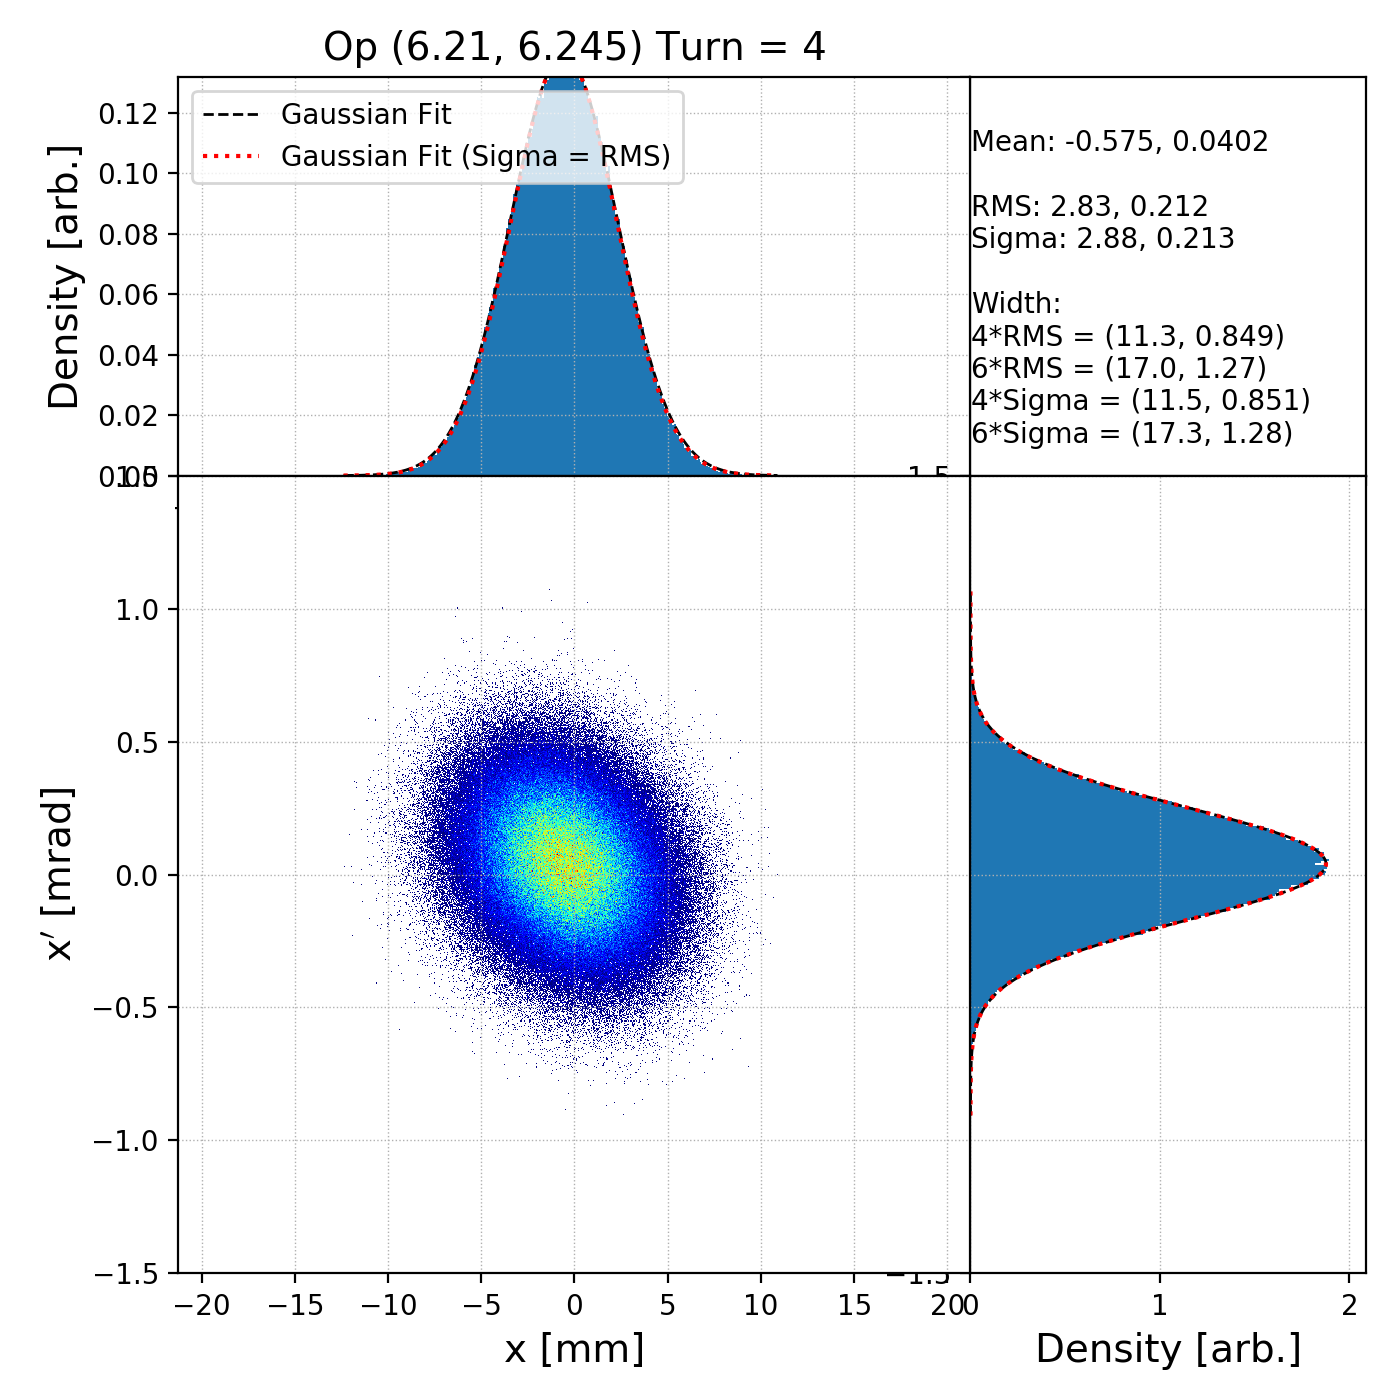 Op (6.21, 6.245) Turn = 4
Gaussian Fit
Gaussian Fit (Sigma = RMS)
Density [arb.]
0.12
0.10
0.08
0.06
0.04
0.02
Mean: -0.575, 0.0402
RMS: 2.83, 0.212
Sigma: 2.88, 0.213
Width:
4*RMS = (11.3, 0.849)
6*RMS = (17.0, 1.27)
4*Sigma = (11.5, 0.851)
6*Sigma = (17.3, 1.28)
x′ [mrad]
1.0
0.5
0.0
−0.5
−1.0
−1.5
−20 −15 −10 −5 0 5 10 15 20
x [mm]
0 1 2
Density [arb.]